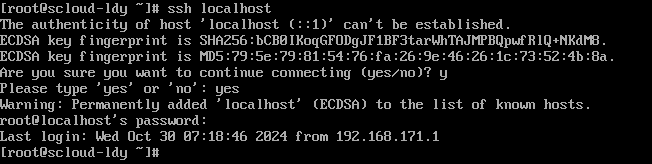 [root@scloud-ldy /]# ssh localhost
The authenticity of host 'localhost (::1)' can't be established.
ECDSA key fingerprint is SHA256:bCB0IKoqGFODgJF1BF3tarWhTAJMPBQpwfRIQ+NKdM8.
ECDSA key fingerprint is MD5:79:5e:79:81:54:76:fa:26:9e:46:26:1c:73:52:4b:8a.
Are you sure you want to continue connecting (yes/no)? y
Please type 'yes' or 'no': yes
Warning: Permanently added 'localhost' (ECDSA) to the list of known hosts.
root@localhost's password:
Last login: Wed Oct 30 07:18:46 2024 from 192.168.171.1
[root@scloud-ldy ~]#